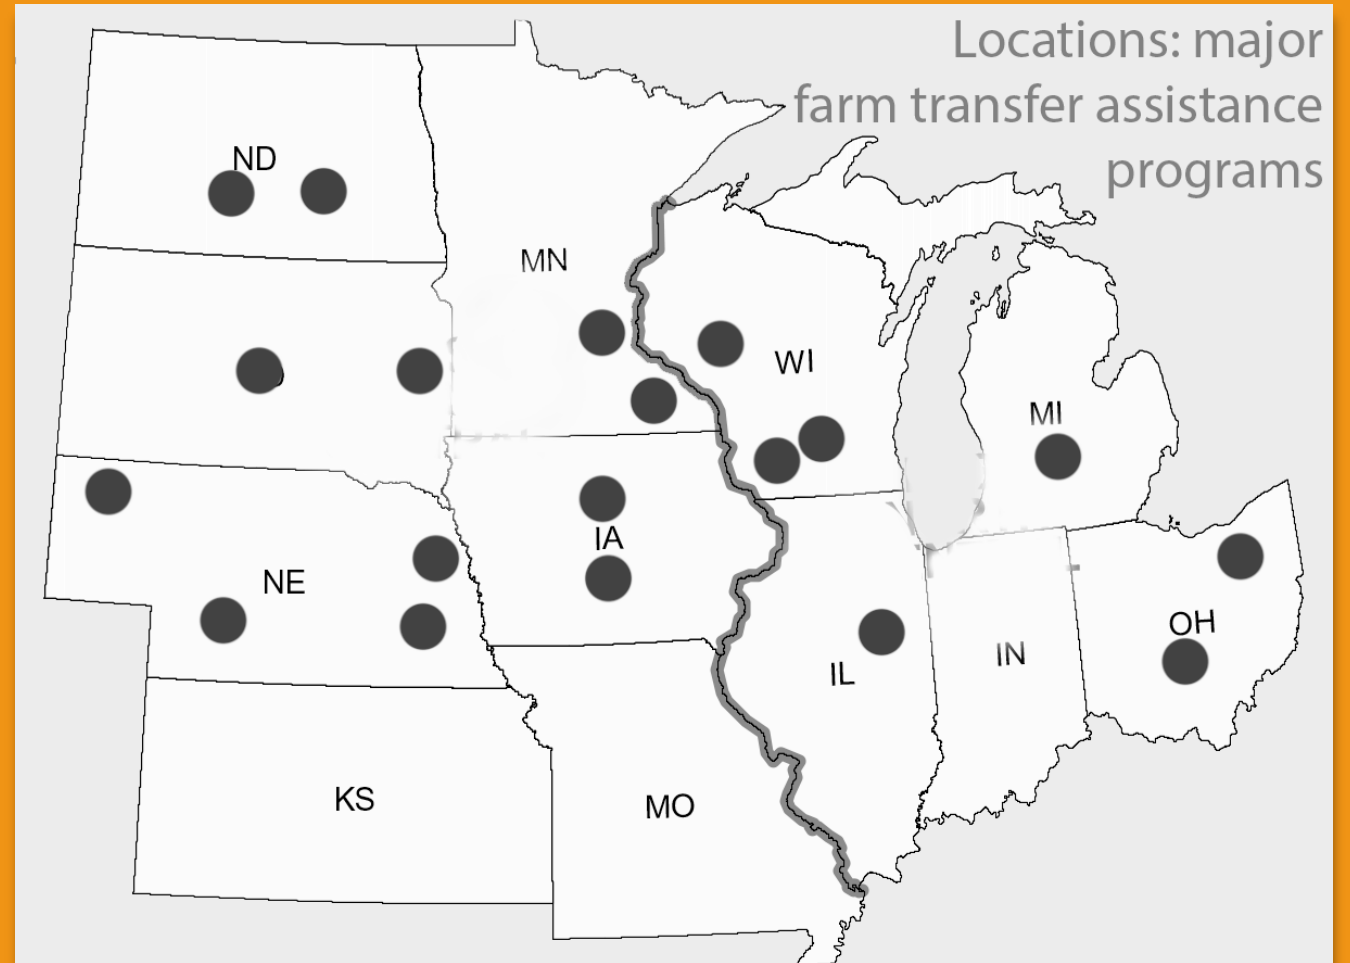 Locations: major
farm transfer assistance
programs
ND
MN
WI
MI
IA
NE
OH
IL
IN
KS
MO